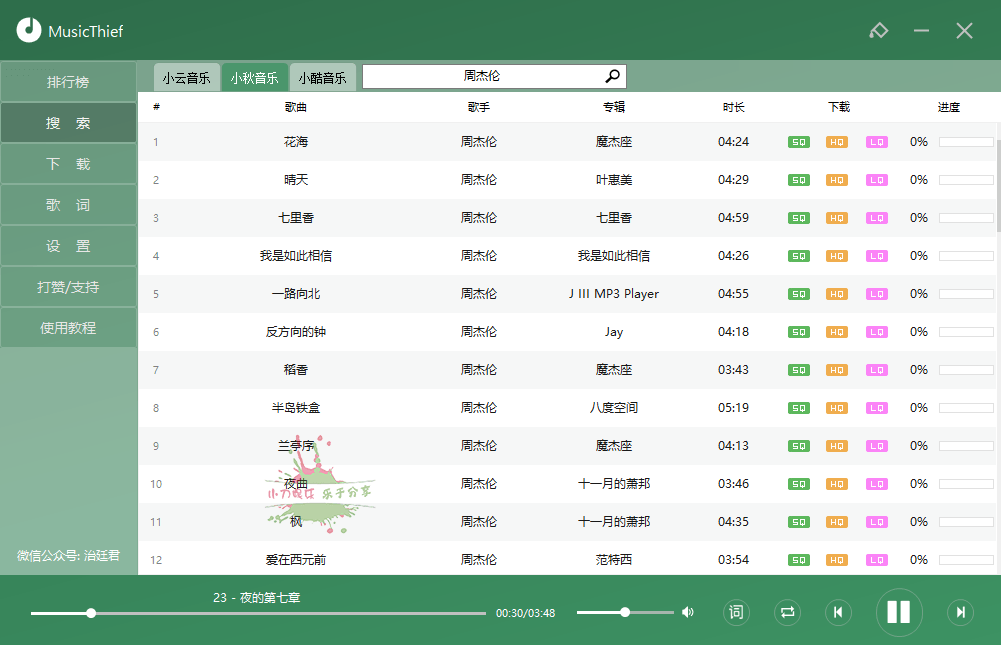 MusicThief
排行榜
搜 索
下 载
歌 词
设 置
打赏/支持
使用教程
微信公众号: 治廷君
小云音乐 小秋音乐 小酷音乐 周杰伦
# 歌曲 歌手 专辑 时长 下载 进度
1 花海 周杰伦 魔杰座 04:24 SQ HQ LQ 0%
2 晴天 周杰伦 叶惠美 04:29 SQ HQ LQ 0%
3 七里香 周杰伦 七里香 04:59 SQ HQ LQ 0%
4 我是如此相信 周杰伦 我是如此相信 04:26 SQ HQ LQ 0%
5 一路向北 周杰伦 J III MP3 Player 04:55 SQ HQ LQ 0%
6 反方向的钟 周杰伦 Jay 04:18 SQ HQ LQ 0%
7 稻香 周杰伦 魔杰座 03:43 SQ HQ LQ 0%
8 半岛铁盒 周杰伦 八度空间 05:19 SQ HQ LQ 0%
9 兰亭序 周杰伦 魔杰座 04:13 SQ HQ LQ 0%
10 夜曲 周杰伦 十一月的萧邦 03:46 SQ HQ LQ 0%
小刀娱乐 乐于分享
11 枫 周杰伦 十一月的萧邦 04:35 SQ HQ LQ 0%
12 爱在西元前 周杰伦 范特西 03:54 SQ HQ LQ 0%
23 - 夜的第七章
00:30/03:48
词